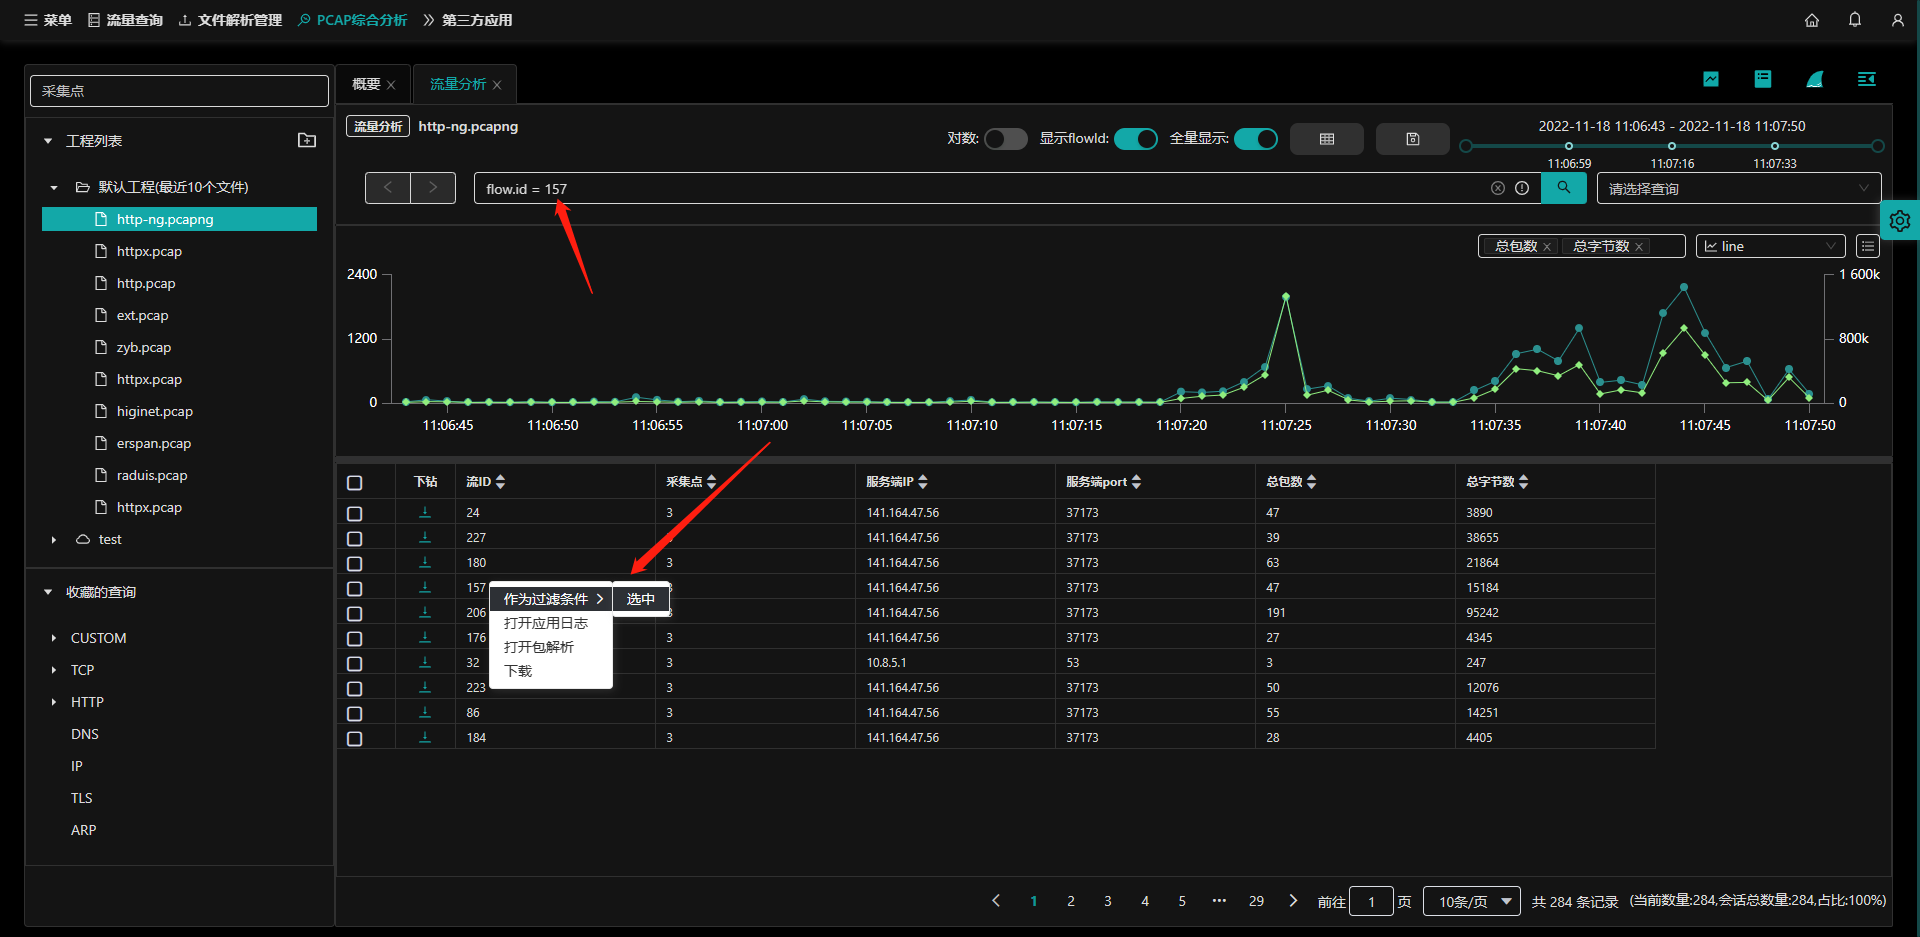 菜单 流量查询 文件解析管理 PCAP综合分析 第三方应用
采集点
工程列表
默认工程(最近10个文件)
http-ng.pcapng
httpx.pcap
http.pcap
ext.pcap
zyb.pcap
httpx.pcap
higinet.pcap
erspan.pcap
raduis.pcap
httpx.pcap
test
收藏的查询
CUSTOM
TCP
HTTP
DNS
IP
TLS
ARP
概要 流量分析
流量分析 http-ng.pcapng
对数: 显示flowId: 全量显示:
2022-11-18 11:06:43 - 2022-11-18 11:07:50
11:06:59 11:07:16 11:07:33
flow.id = 157
请选择查询
总包数 总字节数 line
2400 1 600k
1200 800k
0 0
11:06:45 11:06:50 11:06:55 11:07:00 11:07:05 11:07:10 11:07:15 11:07:20 11:07:25 11:07:30 11:07:35 11:07:40 11:07:45 11:07:50
下钻 流ID 采集点 服务端IP 服务端port 总包数 总字节数
24 3 141.164.47.56 37173 47 3890
227 141.164.47.56 37173 39 38655
180 3 141.164.47.56 37173 63 21864
157 3 141.164.47.56 37173 47 15184
206 3 141.164.47.56 37173 191 95242
176 3 141.164.47.56 37173 27 4345
32 3 10.8.5.1 53 3 247
223 3 141.164.47.56 37173 50 12076
86 3 141.164.47.56 37173 55 14251
184 3 141.164.47.56 37173 28 4405
作为过滤条件 选中
打开应用日志
打开包解析
下载
1 2 3 4 5 ••• 29 前往 1 页 10条/页 共 284 条记录 (当前数量:284,会话总数量:284,占比:100%)